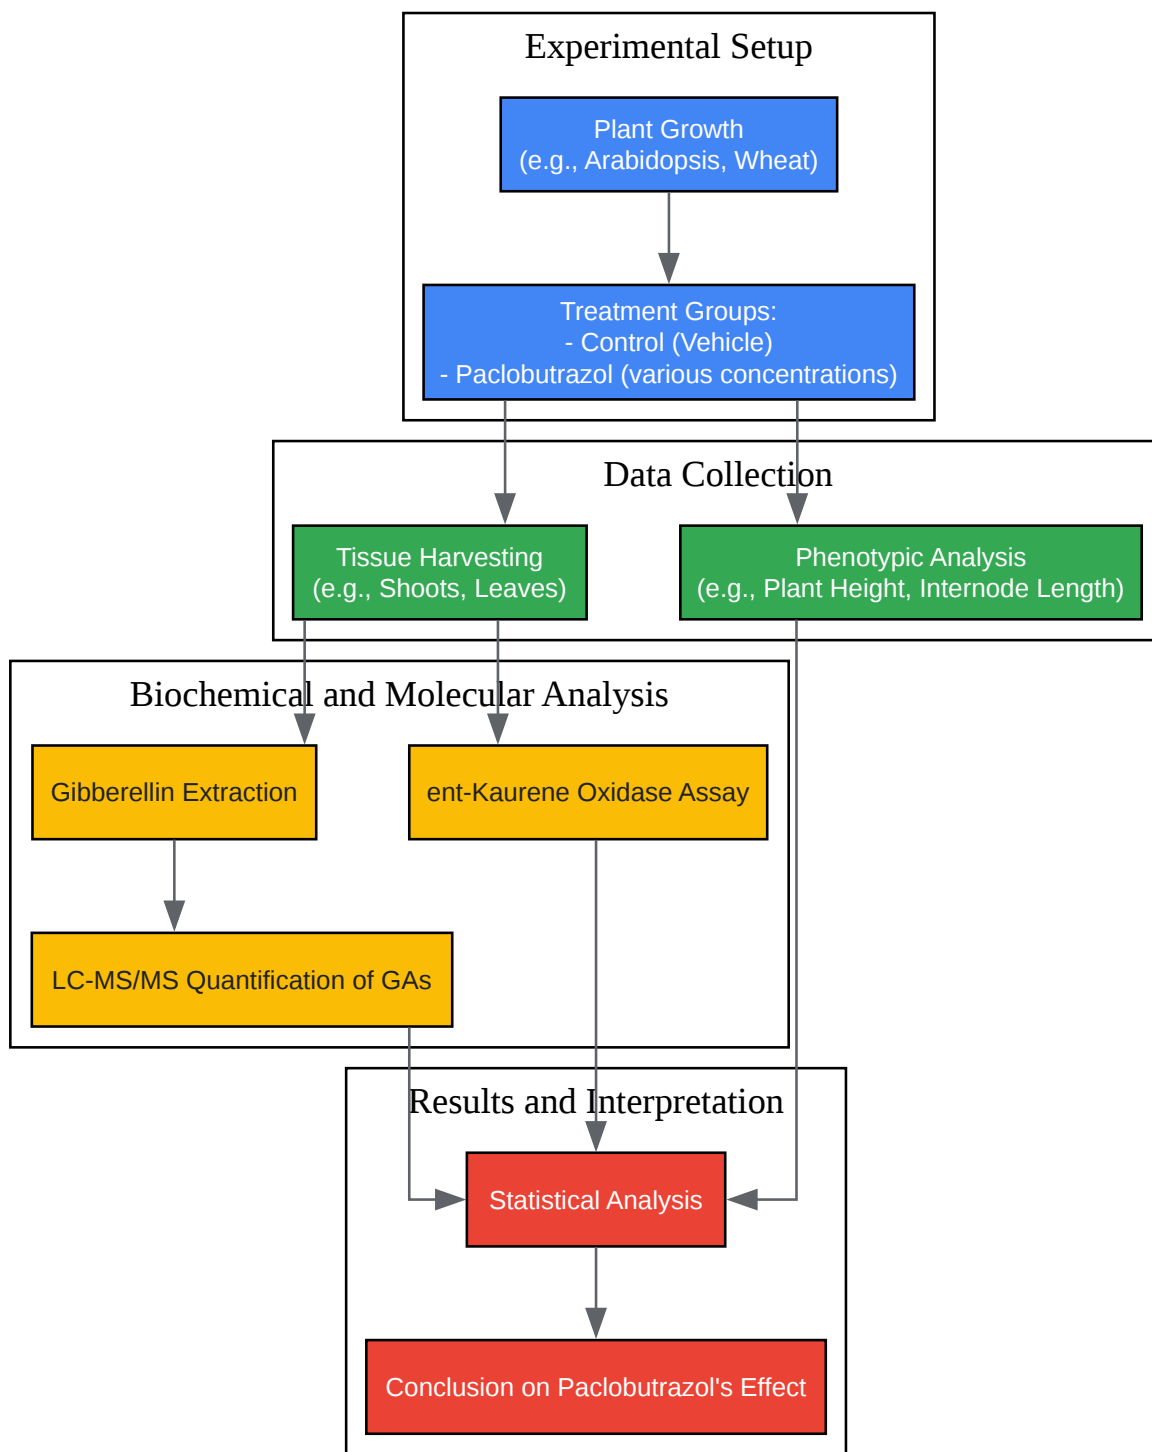 Experimental Setup
Plant Growth
(e.g., Arabidopsis, Wheat)
Treatment Groups:
- Control (Vehicle)
- Paclobutrazol (various concentrations)
Data Collection
Tissue Harvesting
(e.g., Shoots, Leaves)
Phenotypic Analysis
(e.g., Plant Height, Internode Length)
Biochemical and Molecular Analysis
Gibberellin Extraction
ent-Kaurene Oxidase Assay
LC-MS/MS Quantification of GAs
Results and Interpretation
Statistical Analysis
Conclusion on Paclobutrazol's Effect